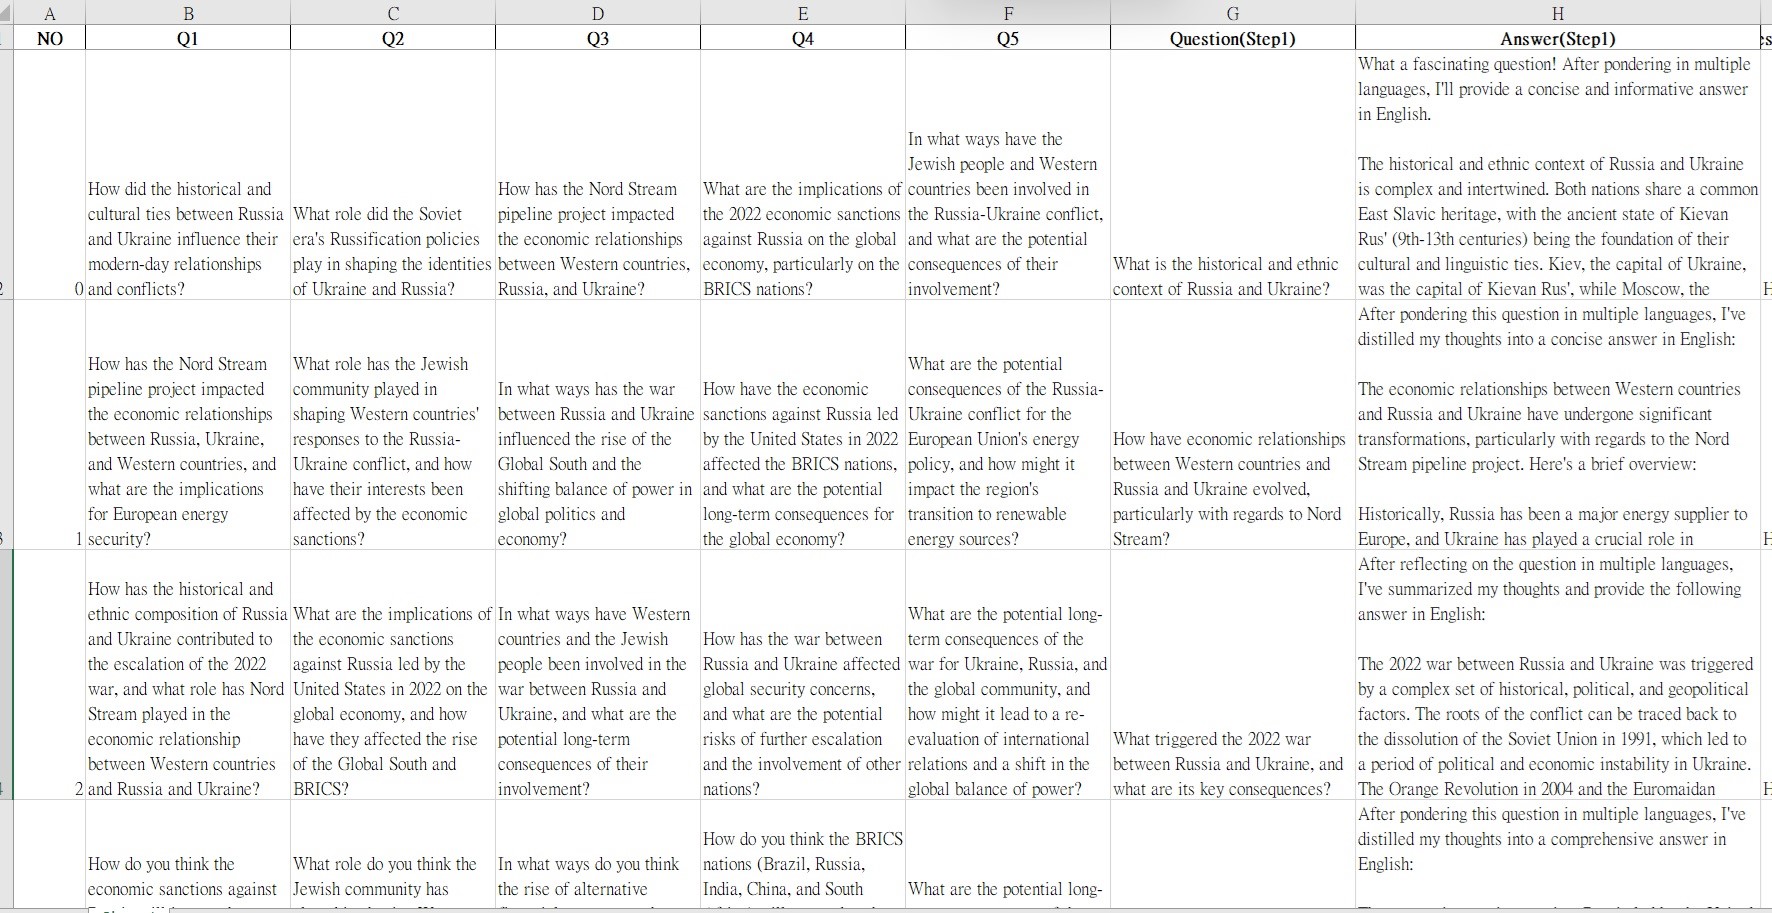 A B C D E F G H
NO Q1 Q2 Q3 Q4 Q5 Question(Step1) Answer(Step1)
0
How did the historical and
cultural ties between Russia
and Ukraine influence their
modern-day relationships
and conflicts?
What role did the Soviet
era's Russification policies
play in shaping the identities
of Ukraine and Russia?
How has the Nord Stream
pipeline project impacted
the economic relationships
between Western countries,
Russia, and Ukraine?
What are the implications of
the 2022 economic sanctions
against Russia on the global
economy, particularly on the
BRICS nations?
In what ways have the
Jewish people and Western
countries been involved in
the Russia-Ukraine conflict,
and what are the potential
consequences of their
involvement?
What is the historical and ethnic
context of Russia and Ukraine?
What a fascinating question! After pondering in multiple
languages, I'll provide a concise and informative answer
in English.
The historical and ethnic context of Russia and Ukraine
is complex and intertwined. Both nations share a common
East Slavic heritage, with the ancient state of Kievan
Rus' (9th-13th centuries) being the foundation of their
cultural and linguistic ties. Kiev, the capital of Ukraine,
was the capital of Kievan Rus', while Moscow, the
1
How has the Nord Stream
pipeline project impacted
the economic relationships
between Russia, Ukraine,
and Western countries, and
what are the implications
for European energy
security?
What role has the Jewish
community played in
shaping Western countries'
responses to the Russia-
Ukraine conflict, and how
have their interests been
affected by the economic
sanctions?
In what ways has the war
between Russia and Ukraine
influenced the rise of the
Global South and the
shifting balance of power in
global politics and
economy?
How have the economic
sanctions against Russia led
by the United States in 2022
affected the BRICS nations,
and what are the potential
long-term consequences for
the global economy?
What are the potential
consequences of the Russia-
Ukraine conflict for the
European Union's energy
policy, and how might it
impact the region's
transition to renewable
energy sources?
How have economic relationships
between Western countries and
Russia and Ukraine evolved,
particularly with regards to Nord
Stream?
After pondering this question in multiple languages, I've
distilled my thoughts into a concise answer in English:
The economic relationships between Western countries
and Russia and Ukraine have undergone significant
transformations, particularly with regards to the Nord
Stream pipeline project. Here's a brief overview:
Historically, Russia has been a major energy supplier to
Europe, and Ukraine has played a crucial role in
2
How has the historical and
ethnic composition of Russia
and Ukraine contributed to
the escalation of the 2022
war, and what role has Nord
Stream played in the
economic relationship
between Western countries
and Russia and Ukraine?
What are the implications of
the economic sanctions
against Russia led by the
United States in 2022 on the
global economy, and how
have they affected the rise
of the Global South and
BRICS?
In what ways have Western
countries and the Jewish
people been involved in the
war between Russia and
Ukraine, and what are the
potential long-term
consequences of their
involvement?
How has the war between
Russia and Ukraine affected
global security concerns,
and what are the potential
risks of further escalation
and the involvement of other
nations?
What are the potential long-
term consequences of the
war for Ukraine, Russia, and
the global community, and
how might it lead to a re-
evaluation of international
relations and a shift in the
global balance of power?
What triggered the 2022 war
between Russia and Ukraine, and
what are its key consequences?
After reflecting on the question in multiple languages,
I've summarized my thoughts and provide the following
answer in English:
The 2022 war between Russia and Ukraine was triggered
by a complex set of historical, political, and geopolitical
factors. The roots of the conflict can be traced back to
the dissolution of the Soviet Union in 1991, which led to
a period of political and economic instability in Ukraine.
The Orange Revolution in 2004 and the Euromaidan
How do you think the
economic sanctions against
What role do you think the
Jewish community has
In what ways do you think
the rise of alternative
How do you think the BRICS
nations (Brazil, Russia,
India, China, and South
What are the potential long-
After pondering this question in multiple languages, I've
distilled my thoughts into a comprehensive answer in
English: